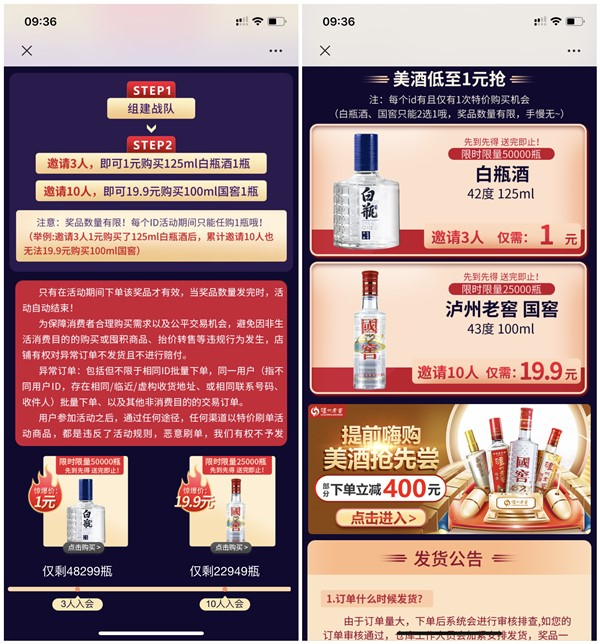 09:36
STEP1
组建战队
STEP2
邀请3人，即可1元购买125ml白瓶酒1瓶
邀请10人，即可19.9元购买100ml国窖1瓶
注意：奖品数量有限！每个ID活动期间只能任购1瓶哦！
（举例:邀请3人1元购买了125ml白瓶酒后，累计邀请10人也
无法19.9元购买100ml国窖）
只有在活动期间下单该奖品才有效，当奖品数量发完时，活
动自动结束！
为保障消费者合理购买需求以及公平交易机会，避免因非生
活消费目的的购买或囤积商品、抬价转售等违规行为发生，店
铺有权对异常订单不发货且不进行赔付。
异常订单：包括但不限于相同ID批量下单，同一用户（指不
同用户ID，存在相同/临近/虚构收货地址、或相同联系号码、
收件人）批量下单、以及其他非消费目的的交易订单。
用户参加活动之后，通过任何途径，任何渠道以特价刷单活
动商品，都是违反了活动规则，恶意刷单，我们有权不予发
限时限量50000瓶
先到先得 送完即止！
惊爆价：
1元
白瓶
点击购买＞
仅剩48299瓶
3人入会
限时限量25000瓶
先到先得 送完即止！
惊爆价：
19.9元
國窖
点击购买＞
仅剩22949瓶
10人入会
09:36
美酒低至1元抢
注：每个id有且仅有1次特价购买机会
（白瓶酒、国窖只能2选1哦，奖品数量有限，手慢无~）
先到先得 送完即止！
限时限量50000瓶
白瓶酒
42度 125ml
白瓶
邀请3人 仅需：1元
先到先得 送完即止！
限时限量25000瓶
泸州老窖 国窖
43度 100ml
國窖
邀请10人 仅需：19.9元
泸州老窖
提前嗨购
美酒抢先尝
部分下单立减400元
点击进入＞
國窖
泸州老窖
发货公告
1.订单什么时候发货?
由于订单量大，下单后系统会进行审核排查,如您的
订单审核通过，仓库工作人员会加紧安排发货，奖品一